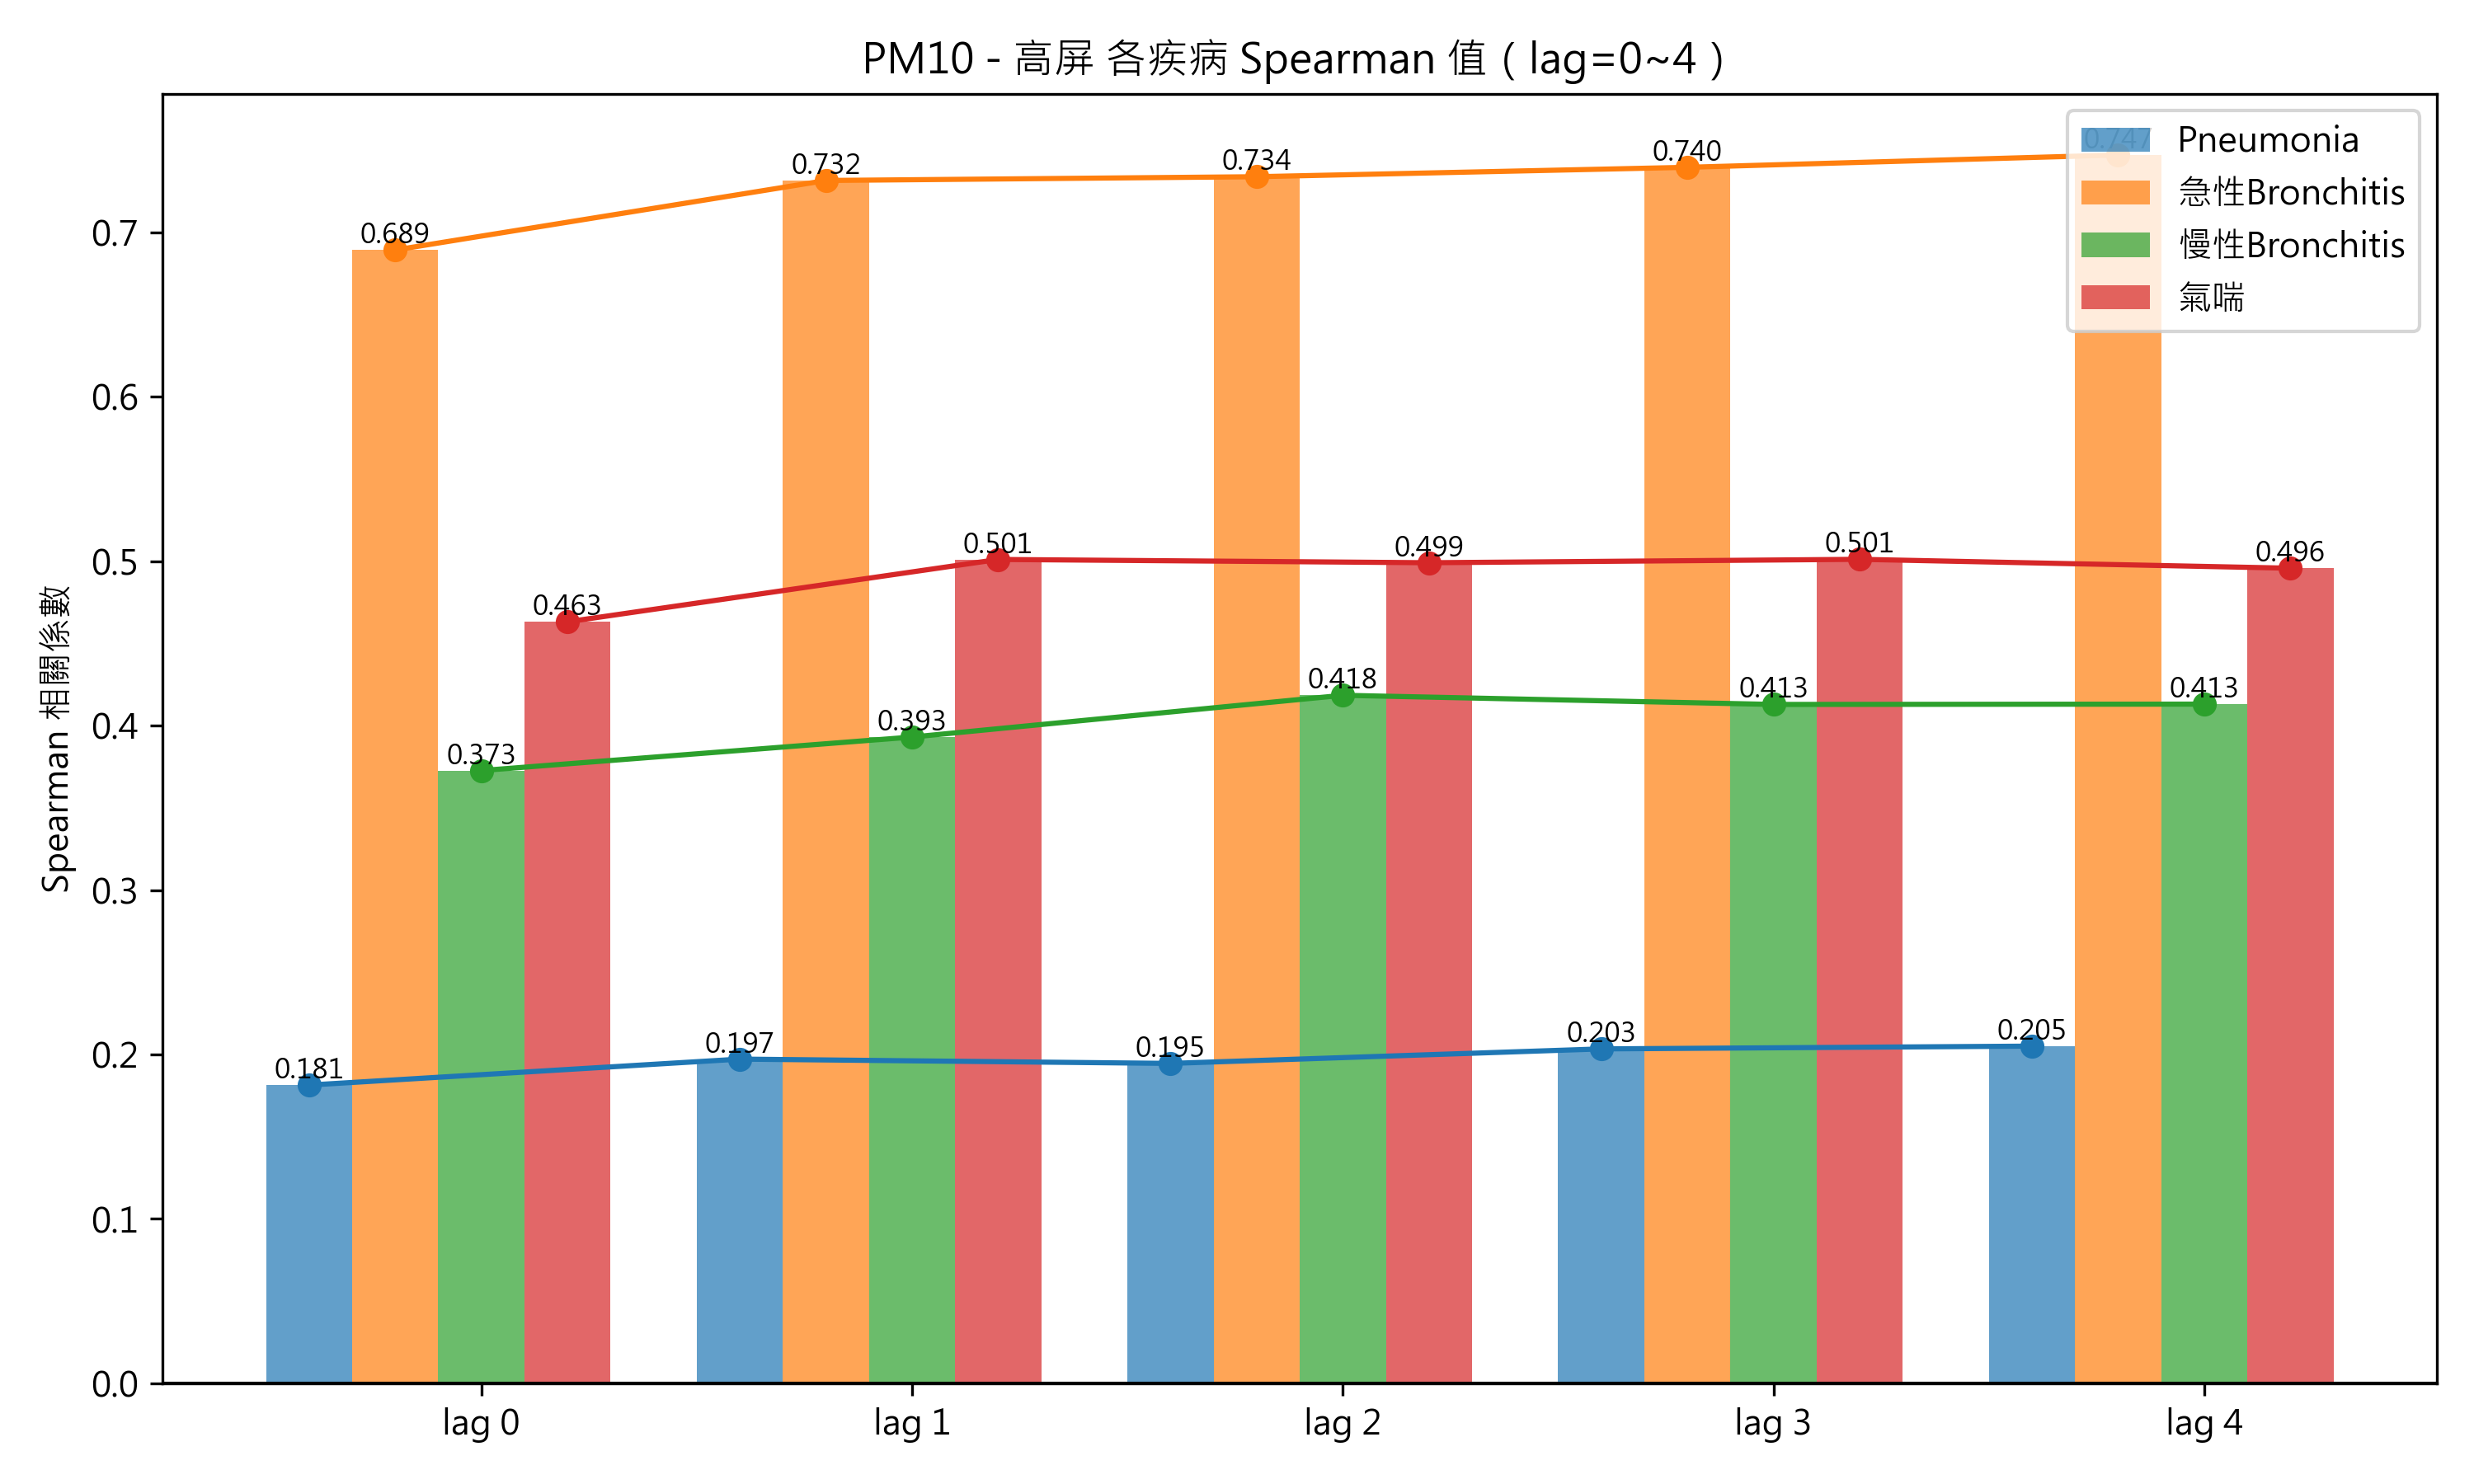 PM10 - 高屏 各疾病 Spearman 值 ( lag=0~4 )
Spearman 相關係數
0.7
0.6
0.5
0.4
0.3
0.2
0.1
0.0
0.689
0.732
0.734
0.740
0.747
0.463
0.501
0.499
0.501
0.496
0.373
0.393
0.418
0.413
0.413
0.181
0.197
0.195
0.203
0.205
Pneumonia
急性Bronchitis
慢性Bronchitis
氣喘
lag 0
lag 1
lag 2
lag 3
lag 4